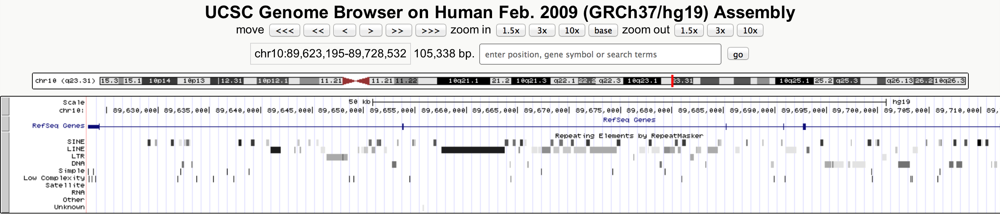 UCSC Genome Browser on Human Feb. 2009 (GRCh37/hg19) Assembly
move <<< << < > >> >>> zoom in 1.5x 3x 10x base zoom out 1.5x 3x 10x
chr10:89,623,195-89,728,532 105,338 bp. enter position, gene symbol or search terms go
chr10 (q23.31) 15.3 15.1 10p14 10p13 12.31 10p12.1 11.21 11.21 11.22 10q21.1 21.2 10q21.3 q22.1 22.2 q22.3 10q23.1 23.31 10q25.1 25.2 q25.3 q26.13 26.2 10q26.3
Scale 50 kb hg19
chr10: | 89,630,000| 89,635,000| 89,640,000| 89,645,000| 89,650,000| 89,655,000| 89,660,000| 89,665,000| 89,670,000| 89,675,000| 89,680,000| 89,685,000| 89,690,000| 89,695,000| 89,700,000| 89,705,000| 89,710,000| 89,
RefSeq Genes
RefSeq Genes
Repeating Elements by RepeatMasker
SINE
LINE
LTR
DNA
Simple
Low Complexity
Satellite
RNA
Other
Unknown